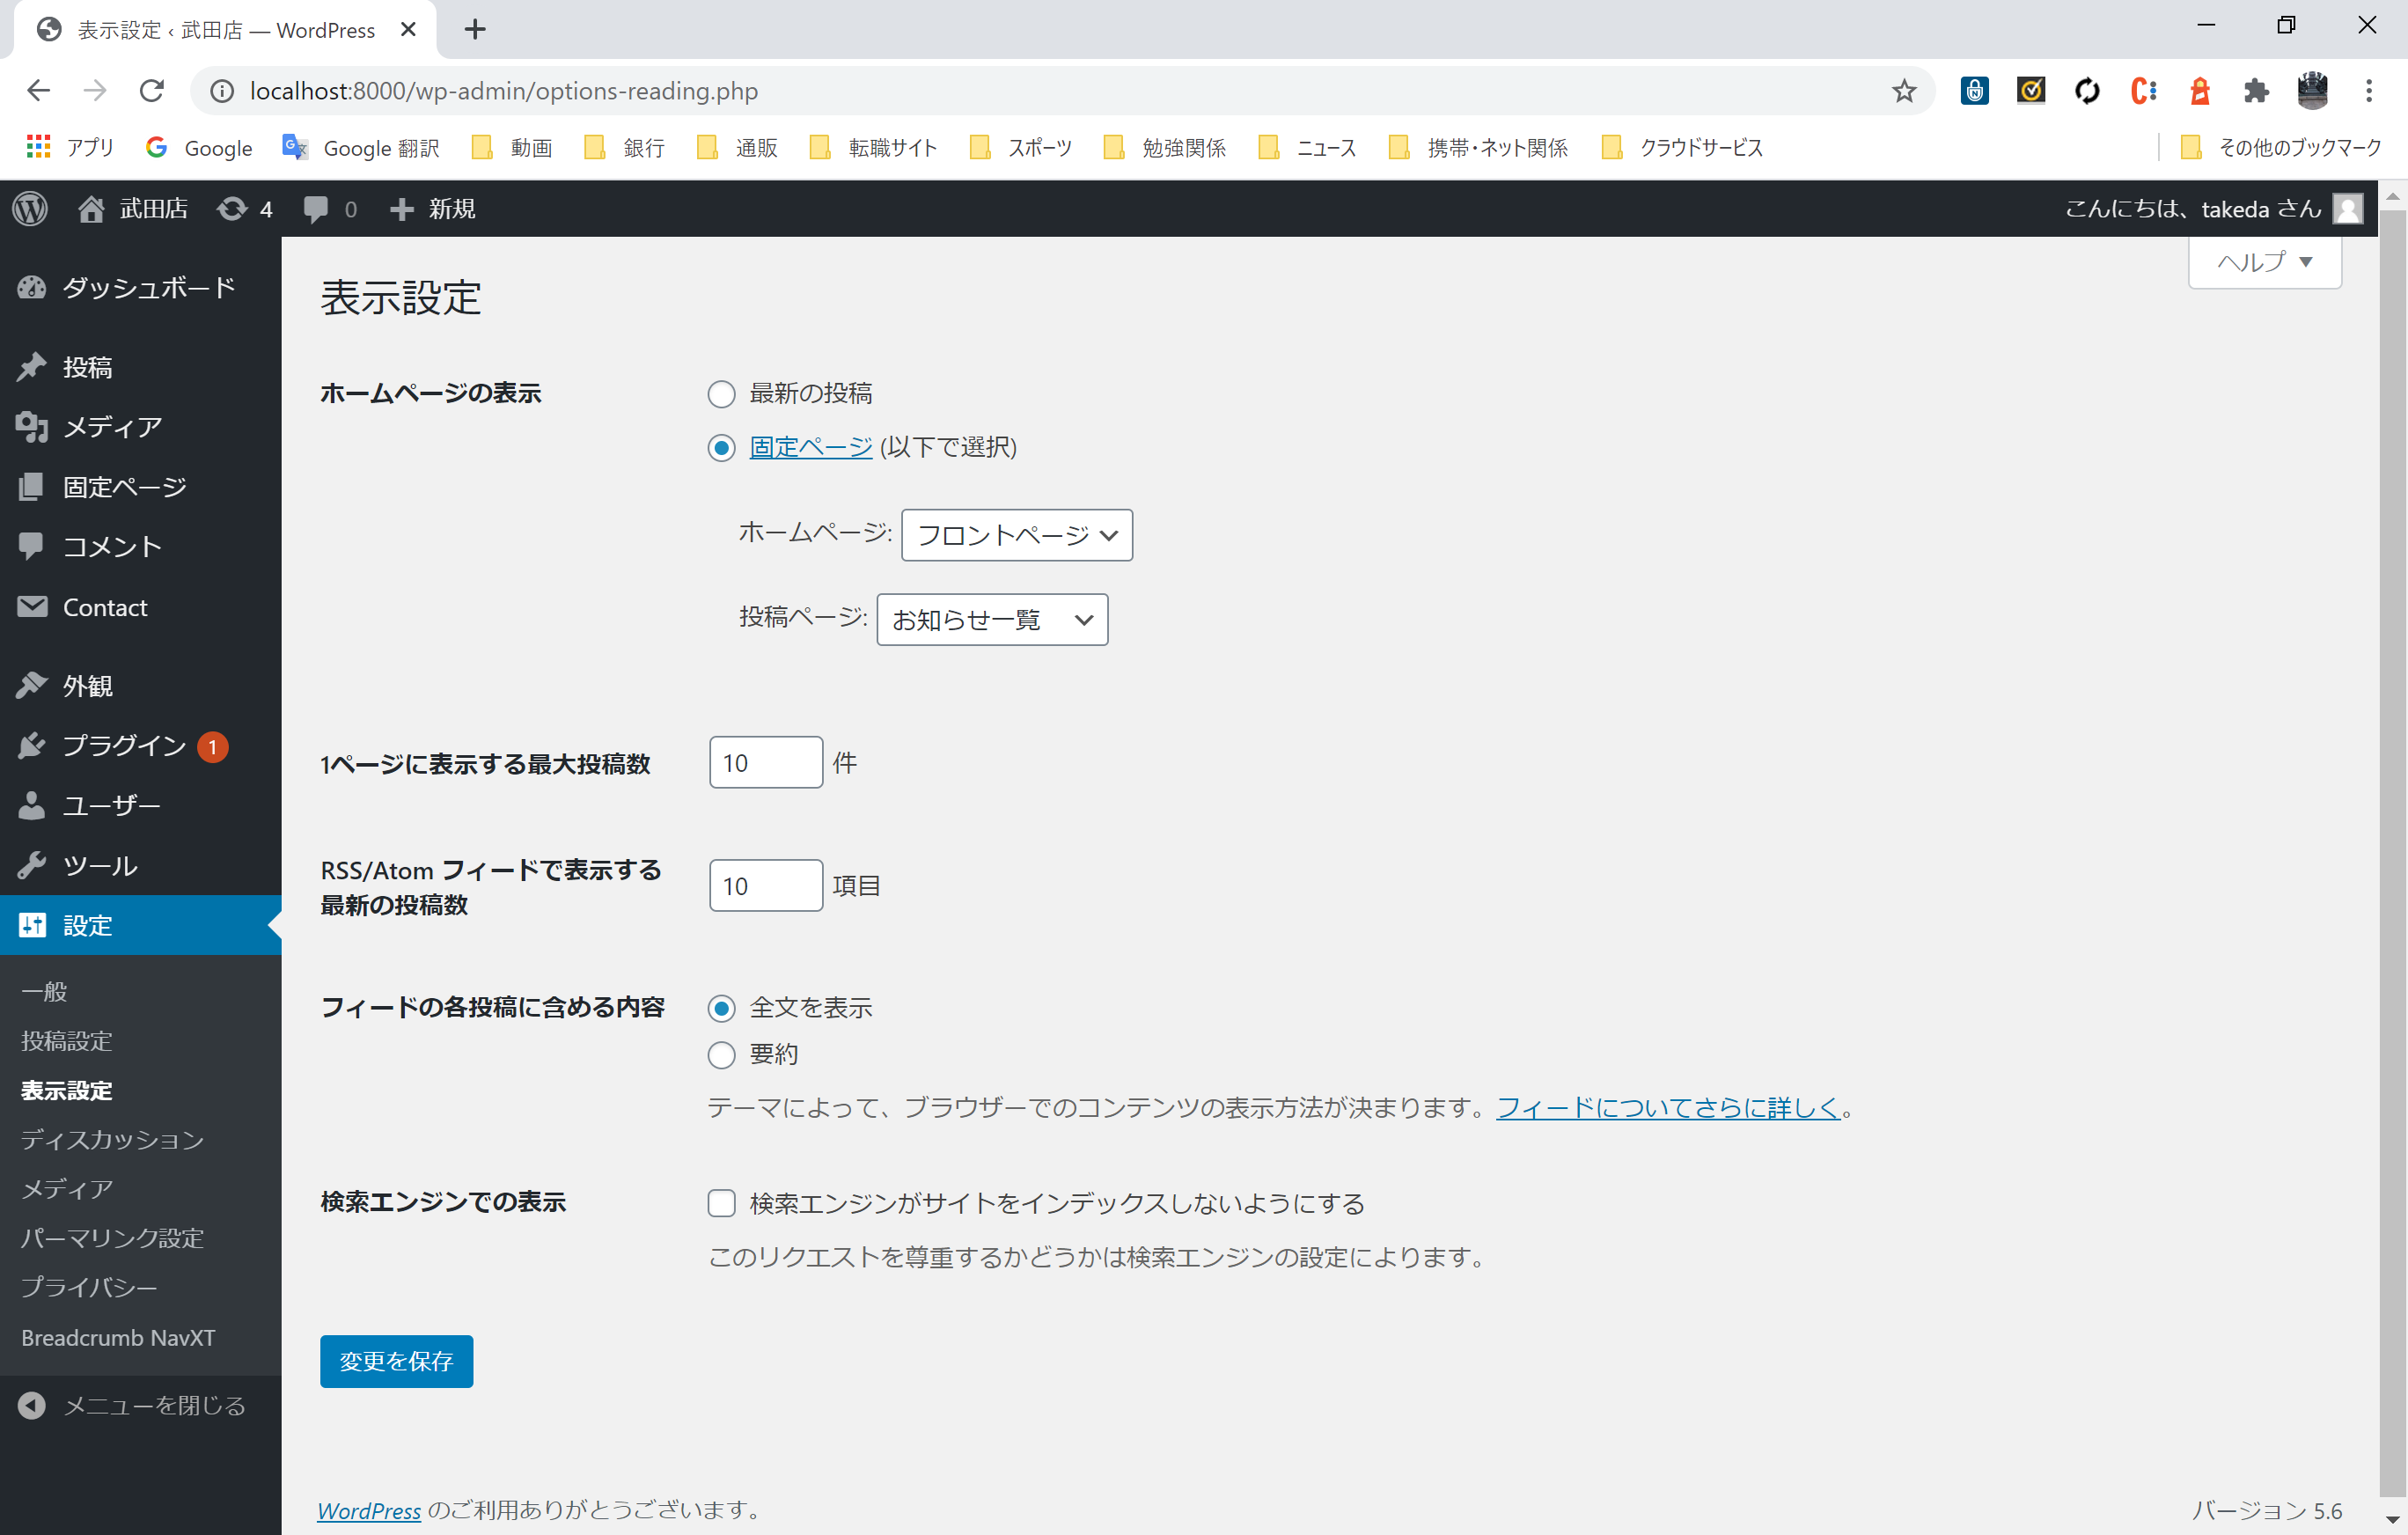 表示設定 ‹ 武田店 — WordPress
localhost:8000/wp-admin/options-reading.php
アプリ Google Google 翻訳 動画 銀行 通販 転職サイト スポーツ 勉強関係 ニュース 携帯・ネット関係 クラウドサービス その他のブックマーク
武田店 4 0 新規 こんにちは、takeda さん
ヘルプ
ダッシュボード
投稿
メディア
固定ページ
コメント
Contact
外観
プラグイン 1
ユーザー
ツール
設定
一般
投稿設定
表示設定
ディスカッション
メディア
パーマリンク設定
プライバシー
Breadcrumb NavXT
メニューを閉じる
表示設定
ホームページの表示
最新の投稿
固定ページ (以下で選択)
ホームページ: フロントページ
投稿ページ: お知らせ一覧
1ページに表示する最大投稿数 10 件
RSS/Atom フィードで表示する
最新の投稿数
10 項目
フィードの各投稿に含める内容
全文を表示
要約
テーマによって、ブラウザーでのコンテンツの表示方法が決まります。フィードについてさらに詳しく。
検索エンジンでの表示
検索エンジンがサイトをインデックスしないようにする
このリクエストを尊重するかどうかは検索エンジンの設定によります。
変更を保存
WordPress のご利用ありがとうございます。
バージョン 5.6